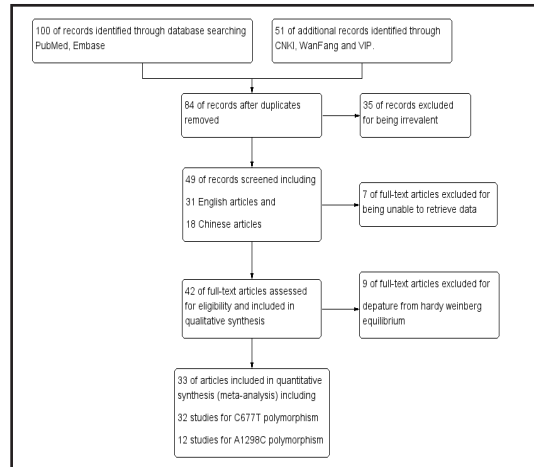 100 of records identified through database searching
PubMed, Embase
51 of additional records identified through
CNKI, WanFang and VIP.
84 of records after duplicates
removed
35 of records excluded
for being irrevalent
49 of records screened including
31 English articles and
18 Chinese articles
7 of full-text articles excluded for
being unable to retrieve data
42 of full-text articles assessed
for eligibility and included in
qualitative synthesis
9 of full-text articles excluded for
depature from hardy weinberg
equilibrium
33 of articles included in quantitative
synthesis (meta-analysis) including
32 studies for C677T polymorphism
12 studies for A1298C polymorphism